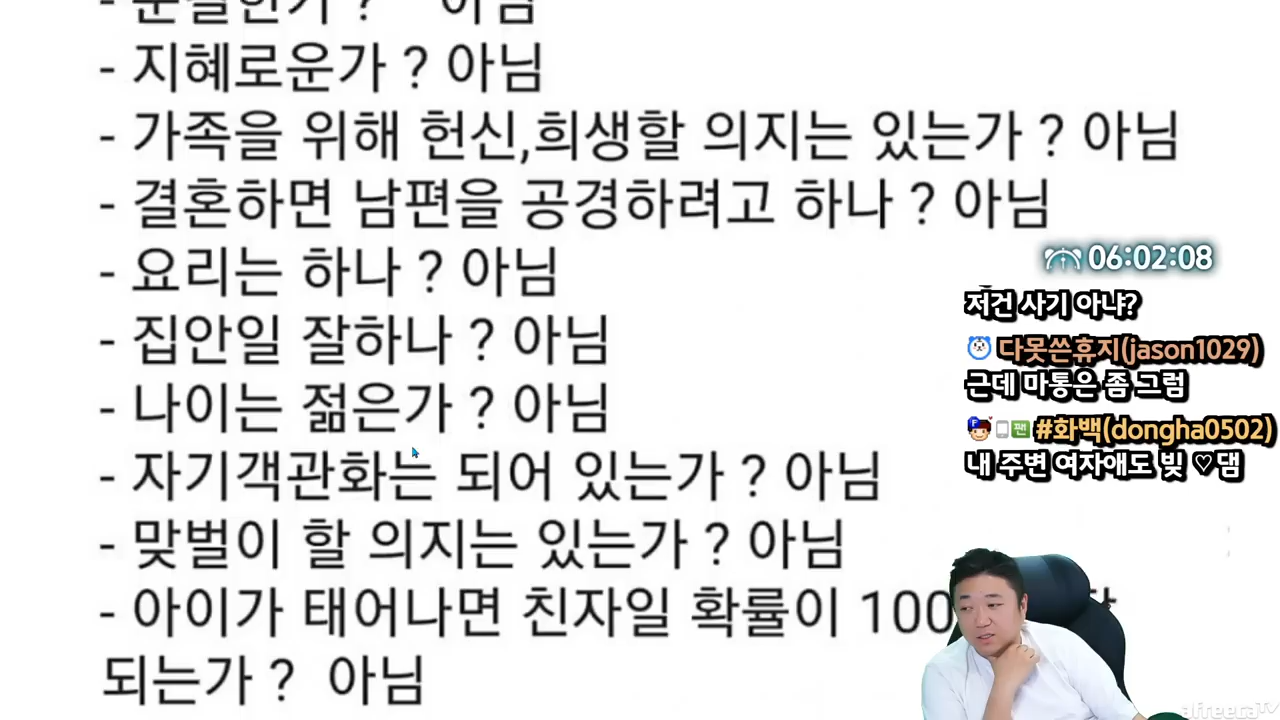 - 순결한가 ? 아님
- 지혜로운가 ? 아님
- 가족을 위해 헌신,희생할 의지는 있는가 ? 아님
- 결혼하면 남편을 공경하려고 하나 ? 아님
- 요리는 하나 ? 아님
- 집안일 잘하나 ? 아님
- 나이는 젊은가 ? 아님
- 자기객관화는 되어 있는가 ? 아님
- 맞벌이 할 의지는 있는가 ? 아님
- 아이가 태어나면 친자일 확률이 100
되는가 ? 아님
06:02:08
저건 사기 아냐?
다못쓴휴지(jason1029)
근데 마통은 좀 그럼
#화백(dongha0502)
내 주변 여자애도 빚 ♡댐
afreecaTV